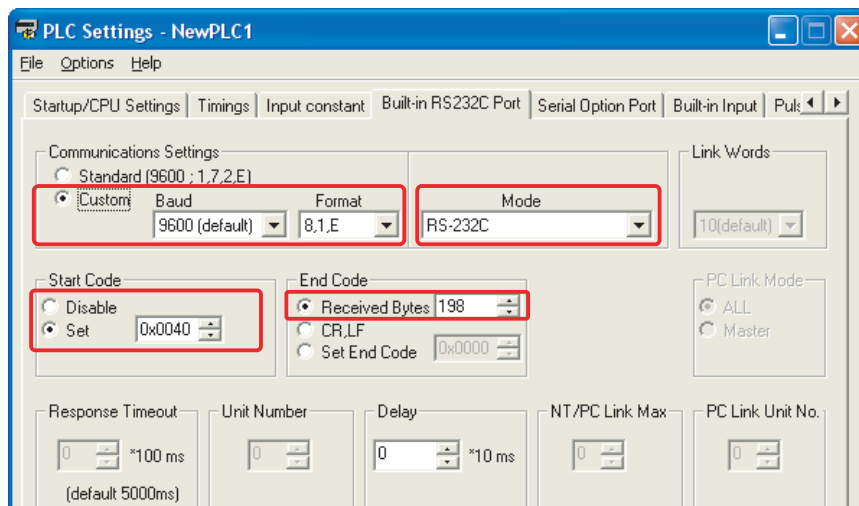 PLC Settings - NewPLC1
File Options Help
Startup/CPU Settings Timings Input constant Built-in RS232C Port Serial Option Port Built-in Input Puls
Communications Settings Link Words
Standard (9600 ; 1,7,2,E)
Custom Baud Format Mode
9600 (default) 8,1,E RS-232C 10(default)
Start Code End Code PC Link Mode
Disable Received Bytes 198 ALL
Set 0x0040 CR,LF Master
Set End Code 0x0000
Response Timeout Unit Number Delay NT/PC Link Max PC Link Unit No.
0 *100 ms 0 0 *10 ms 0 0
(default 5000ms)